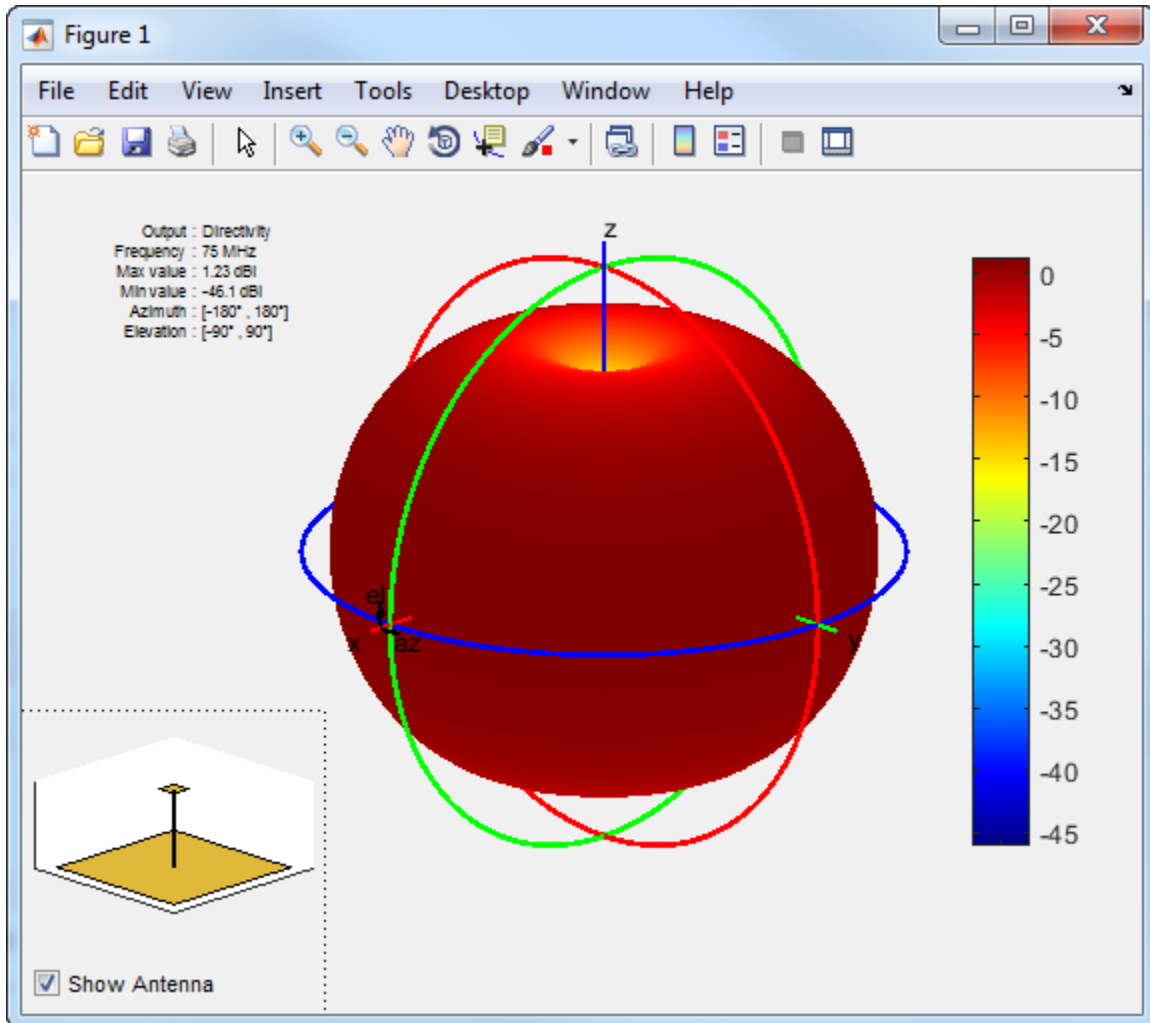 Figure 1
File Edit View Insert Tools Desktop Window Help
Output : Directivity
Frequency : 75 MHz
Max value : 1.23 dBi
Min value : -46.1 dBi
Azimuth : [-180° , 180°]
Elevation : [-90° , 90°]
z
0
-5
-10
-15
-20
-25
-30
-35
-40
-45
el
x az y
Show Antenna